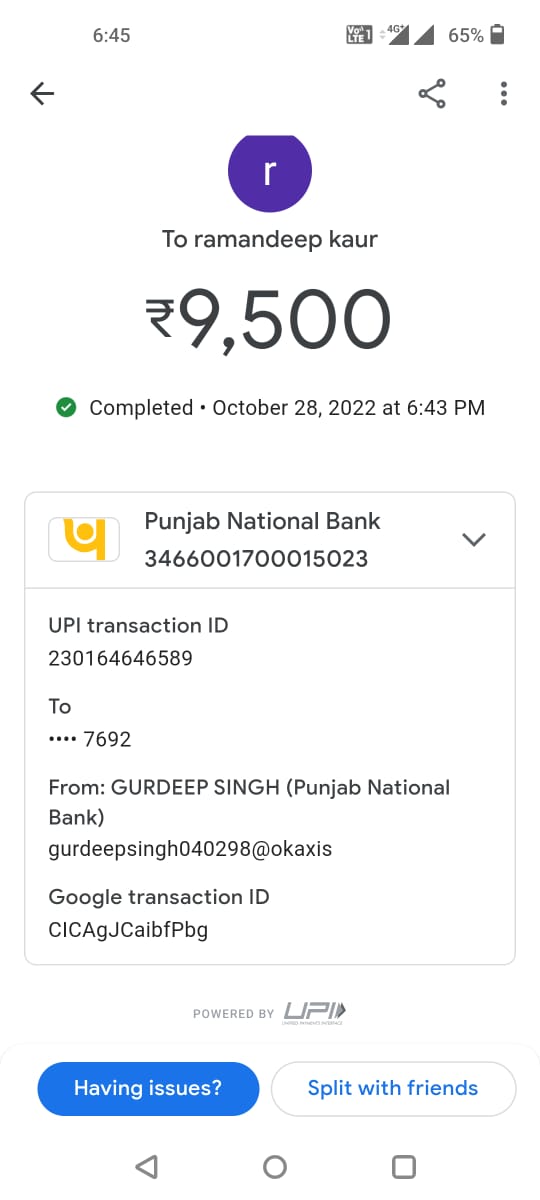 6:45
Vo 1
LTE
4G+
65%
r
To ramandeep kaur
₹9,500
Completed • October 28, 2022 at 6:43 PM
Punjab National Bank
3466001700015023
UPI transaction ID
230164646589
To
•••• 7692
From: GURDEEP SINGH (Punjab National
Bank)
gurdeepsingh040298@okaxis
Google transaction ID
CICAgJCaibfPbg
POWERED BY UPI
UNIFIED PAYMENTS INTERFACE
Having issues?
Split with friends